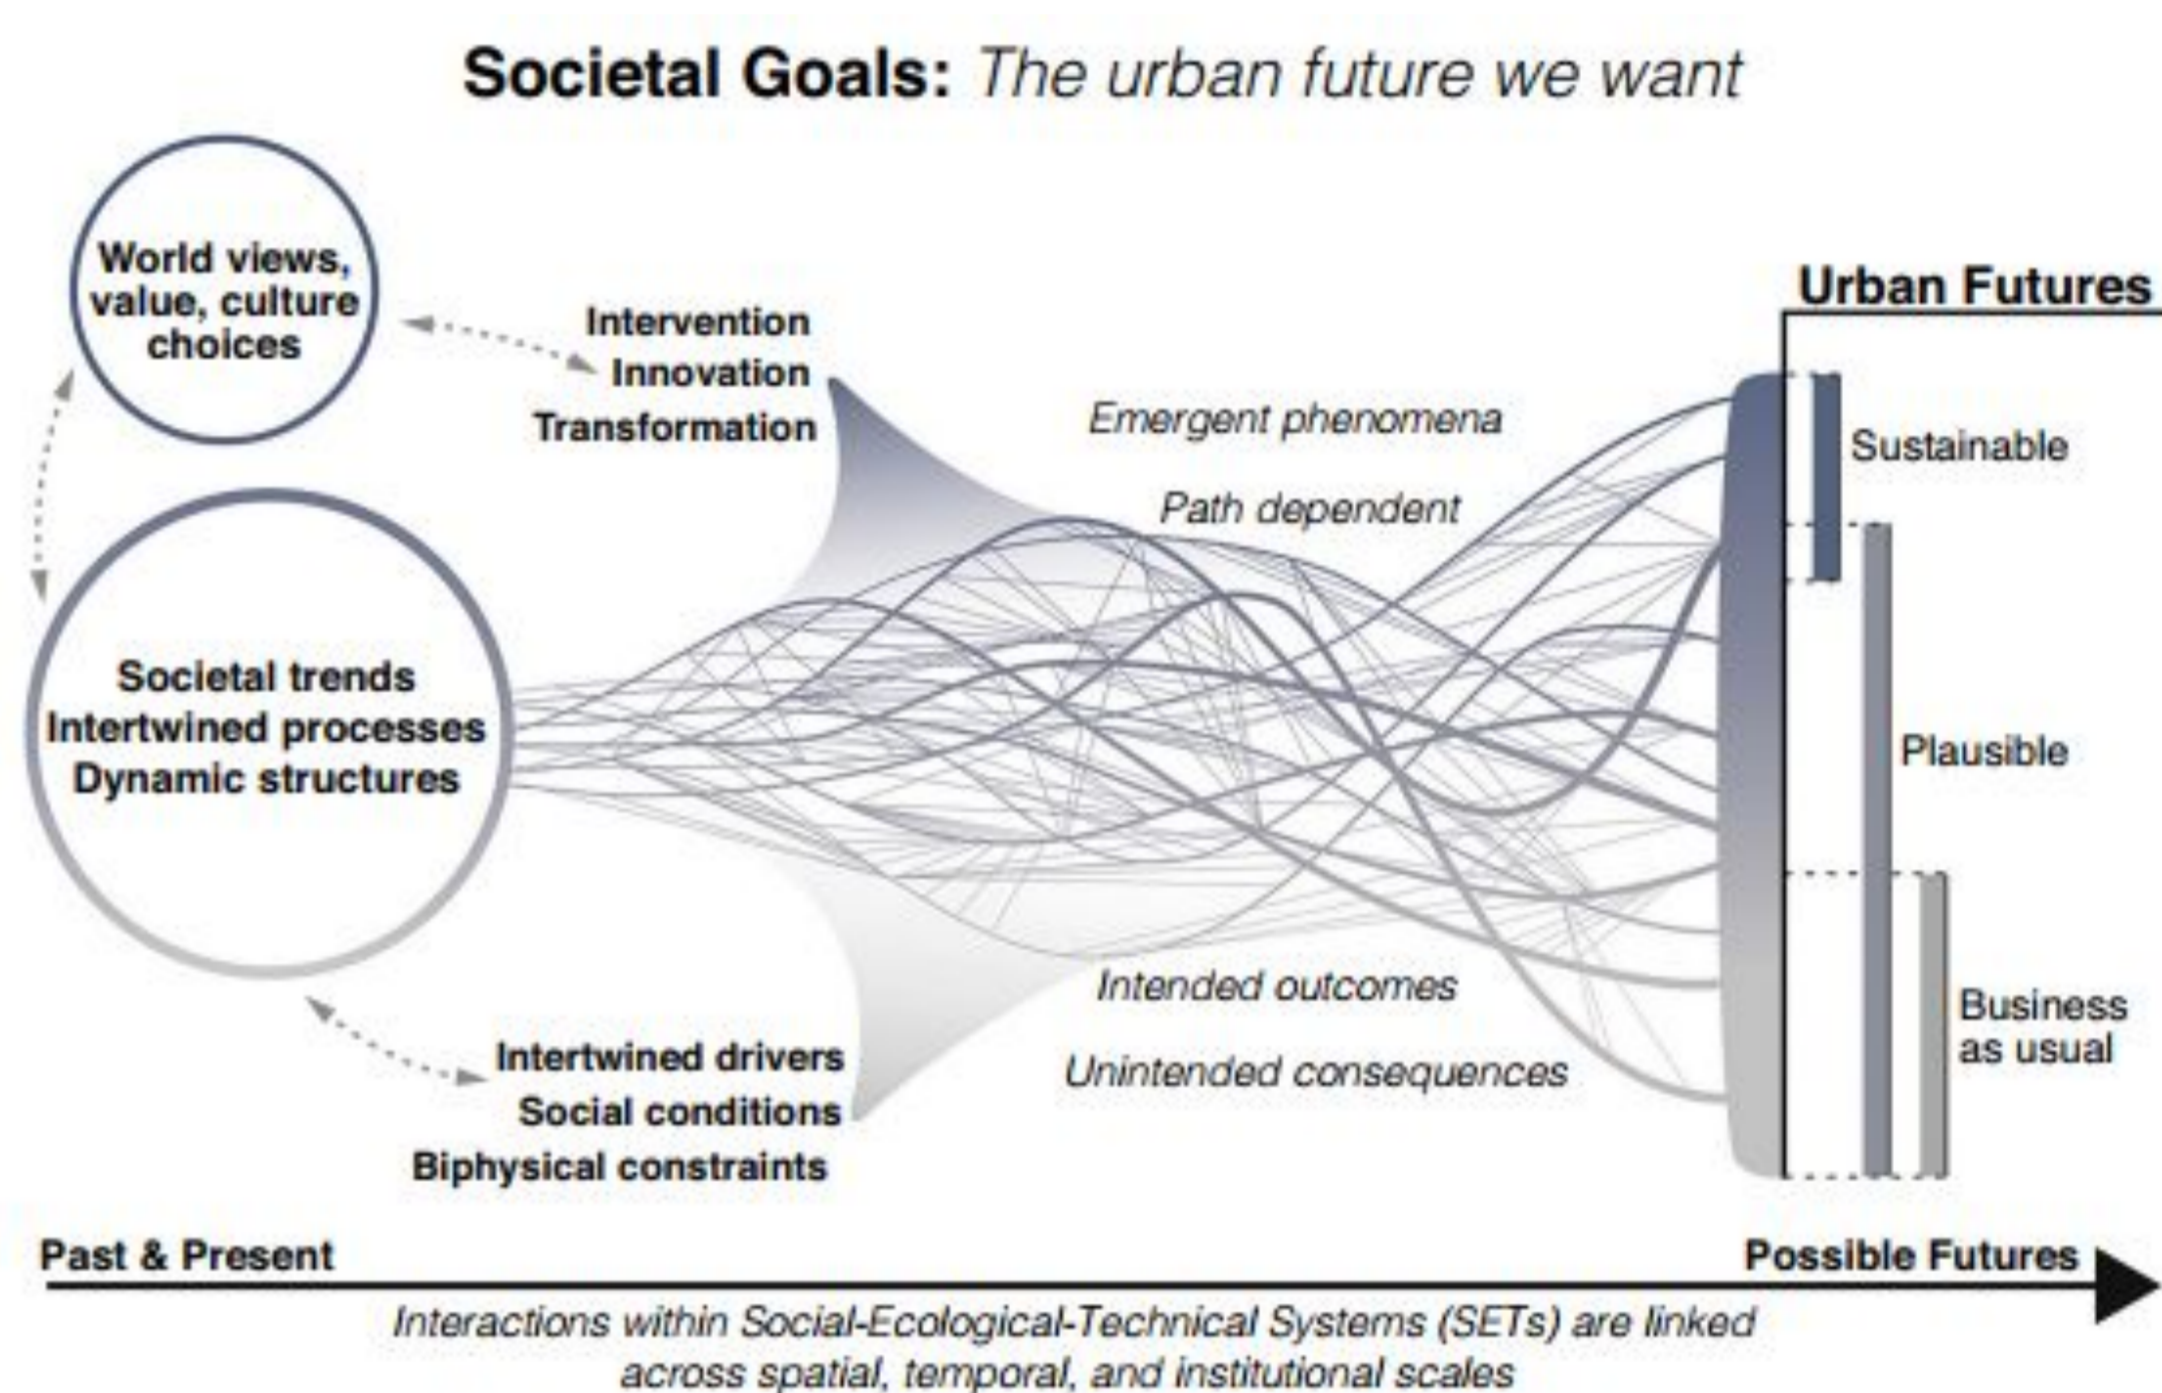 Societal Goals: The urban future we want
World views,
value, culture
choices
Intervention
Innovation
Transformation
Emergent phenomena
Path dependent
Urban Futures
Sustainable
Societal trends
Intertwined processes
Dynamic structures
Plausible
Intended outcomes
Unintended consequences
Business
as usual
Intertwined drivers
Social conditions
Biphysical constraints
Past & Present
Possible Futures
Interactions within Social-Ecological-Technical Systems (SETs) are linked
across spatial, temporal, and institutional scales